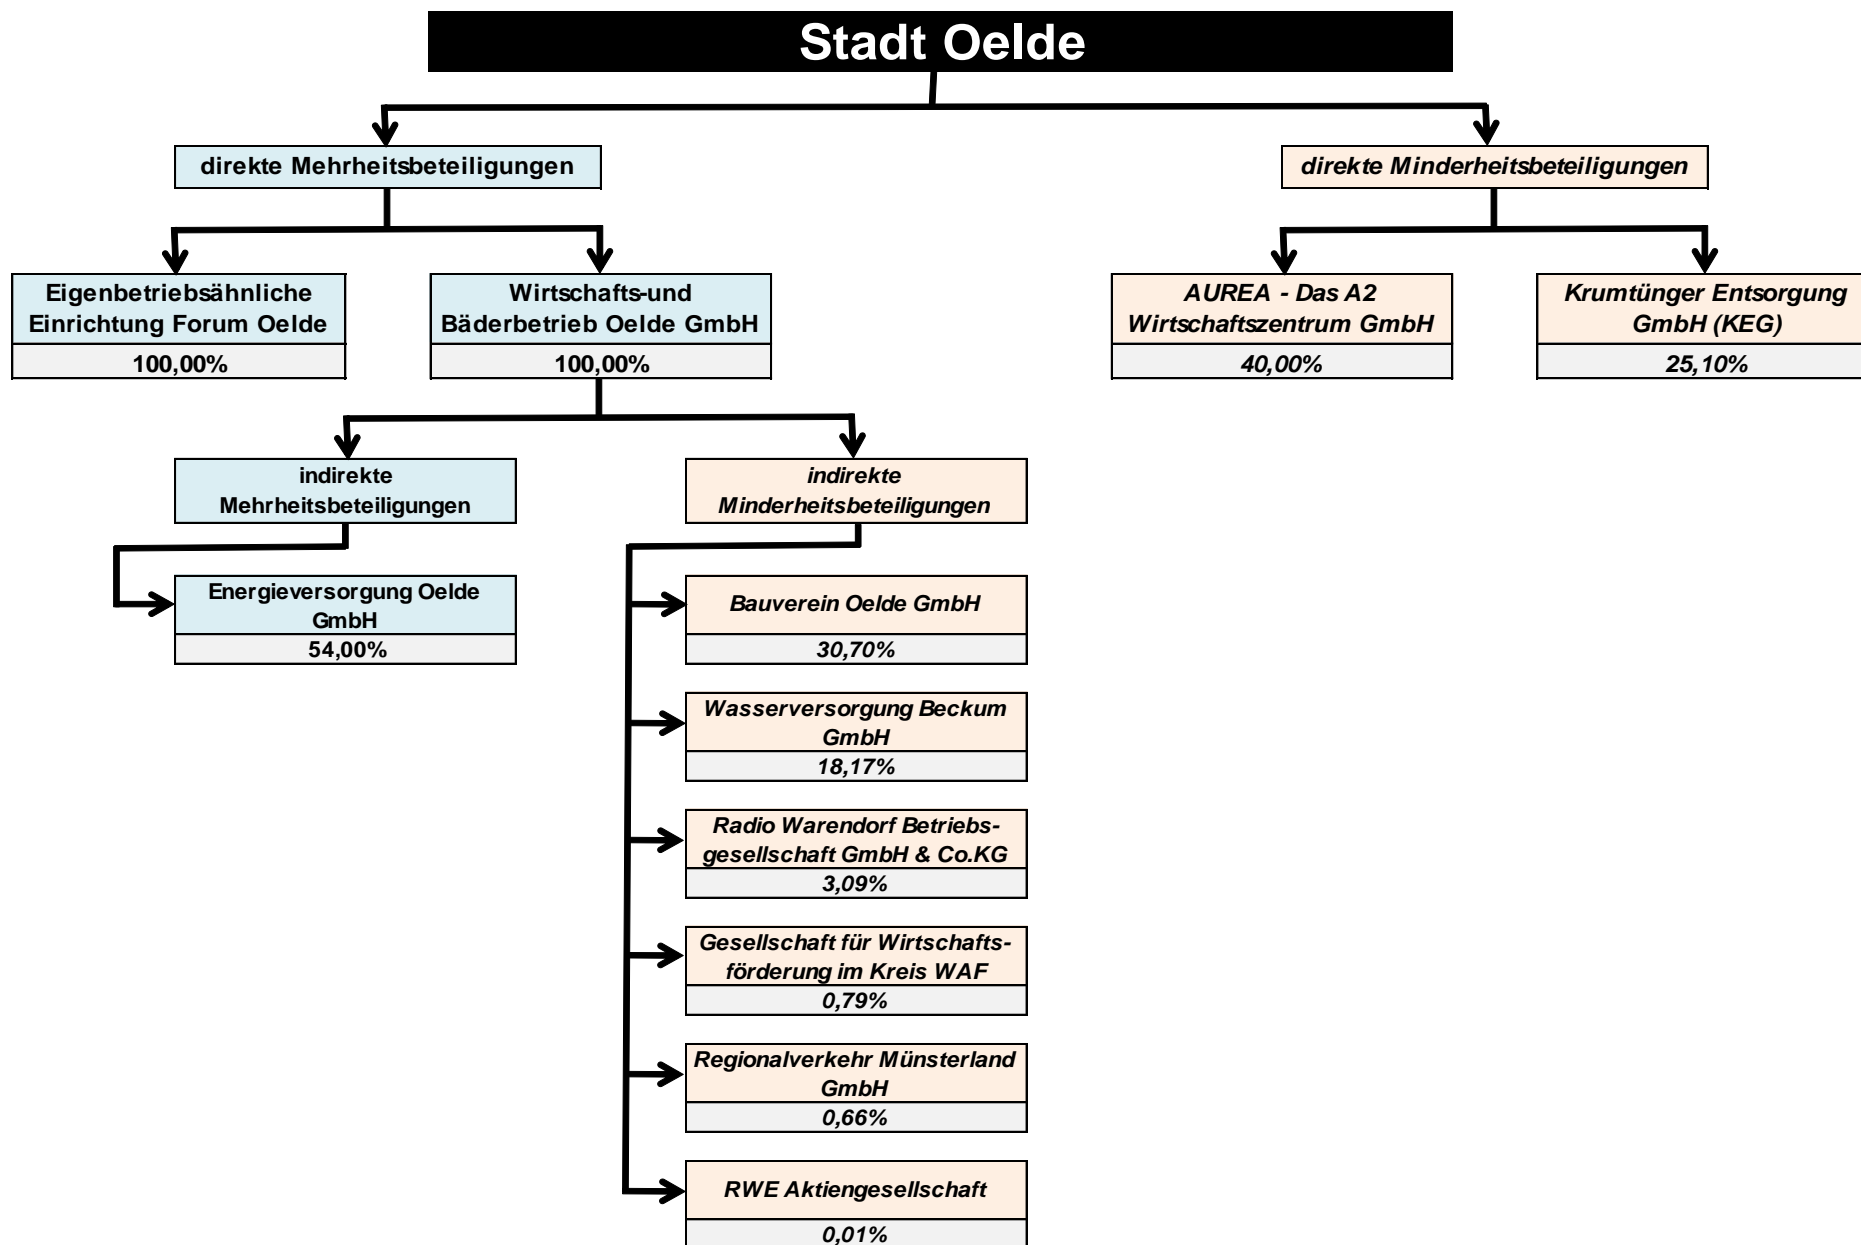 Stadt Oelde
direkte Mehrheitsbeteiligungen
direkte Minderheitsbeteiligungen
Eigenbetriebsähnliche
Einrichtung Forum Oelde
100,00%
Wirtschafts-und
Bäderbetrieb Oelde GmbH
100,00%
AUREA - Das A2
Wirtschaftszentrum GmbH
40,00%
Krumtünger Entsorgung
GmbH (KEG)
25,10%
indirekte
Mehrheitsbeteiligungen
indirekte
Minderheitsbeteiligungen
Energieversorgung Oelde
GmbH
54,00%
Bauverein Oelde GmbH
30,70%
Wasserversorgung Beckum
GmbH
18,17%
Radio Warendorf Betriebs-
gesellschaft GmbH & Co.KG
3,09%
Gesellschaft für Wirtschafts-
förderung im Kreis WAF
0,79%
Regionalverkehr Münsterland
GmbH
0,66%
RWE Aktiengesellschaft
0,01%